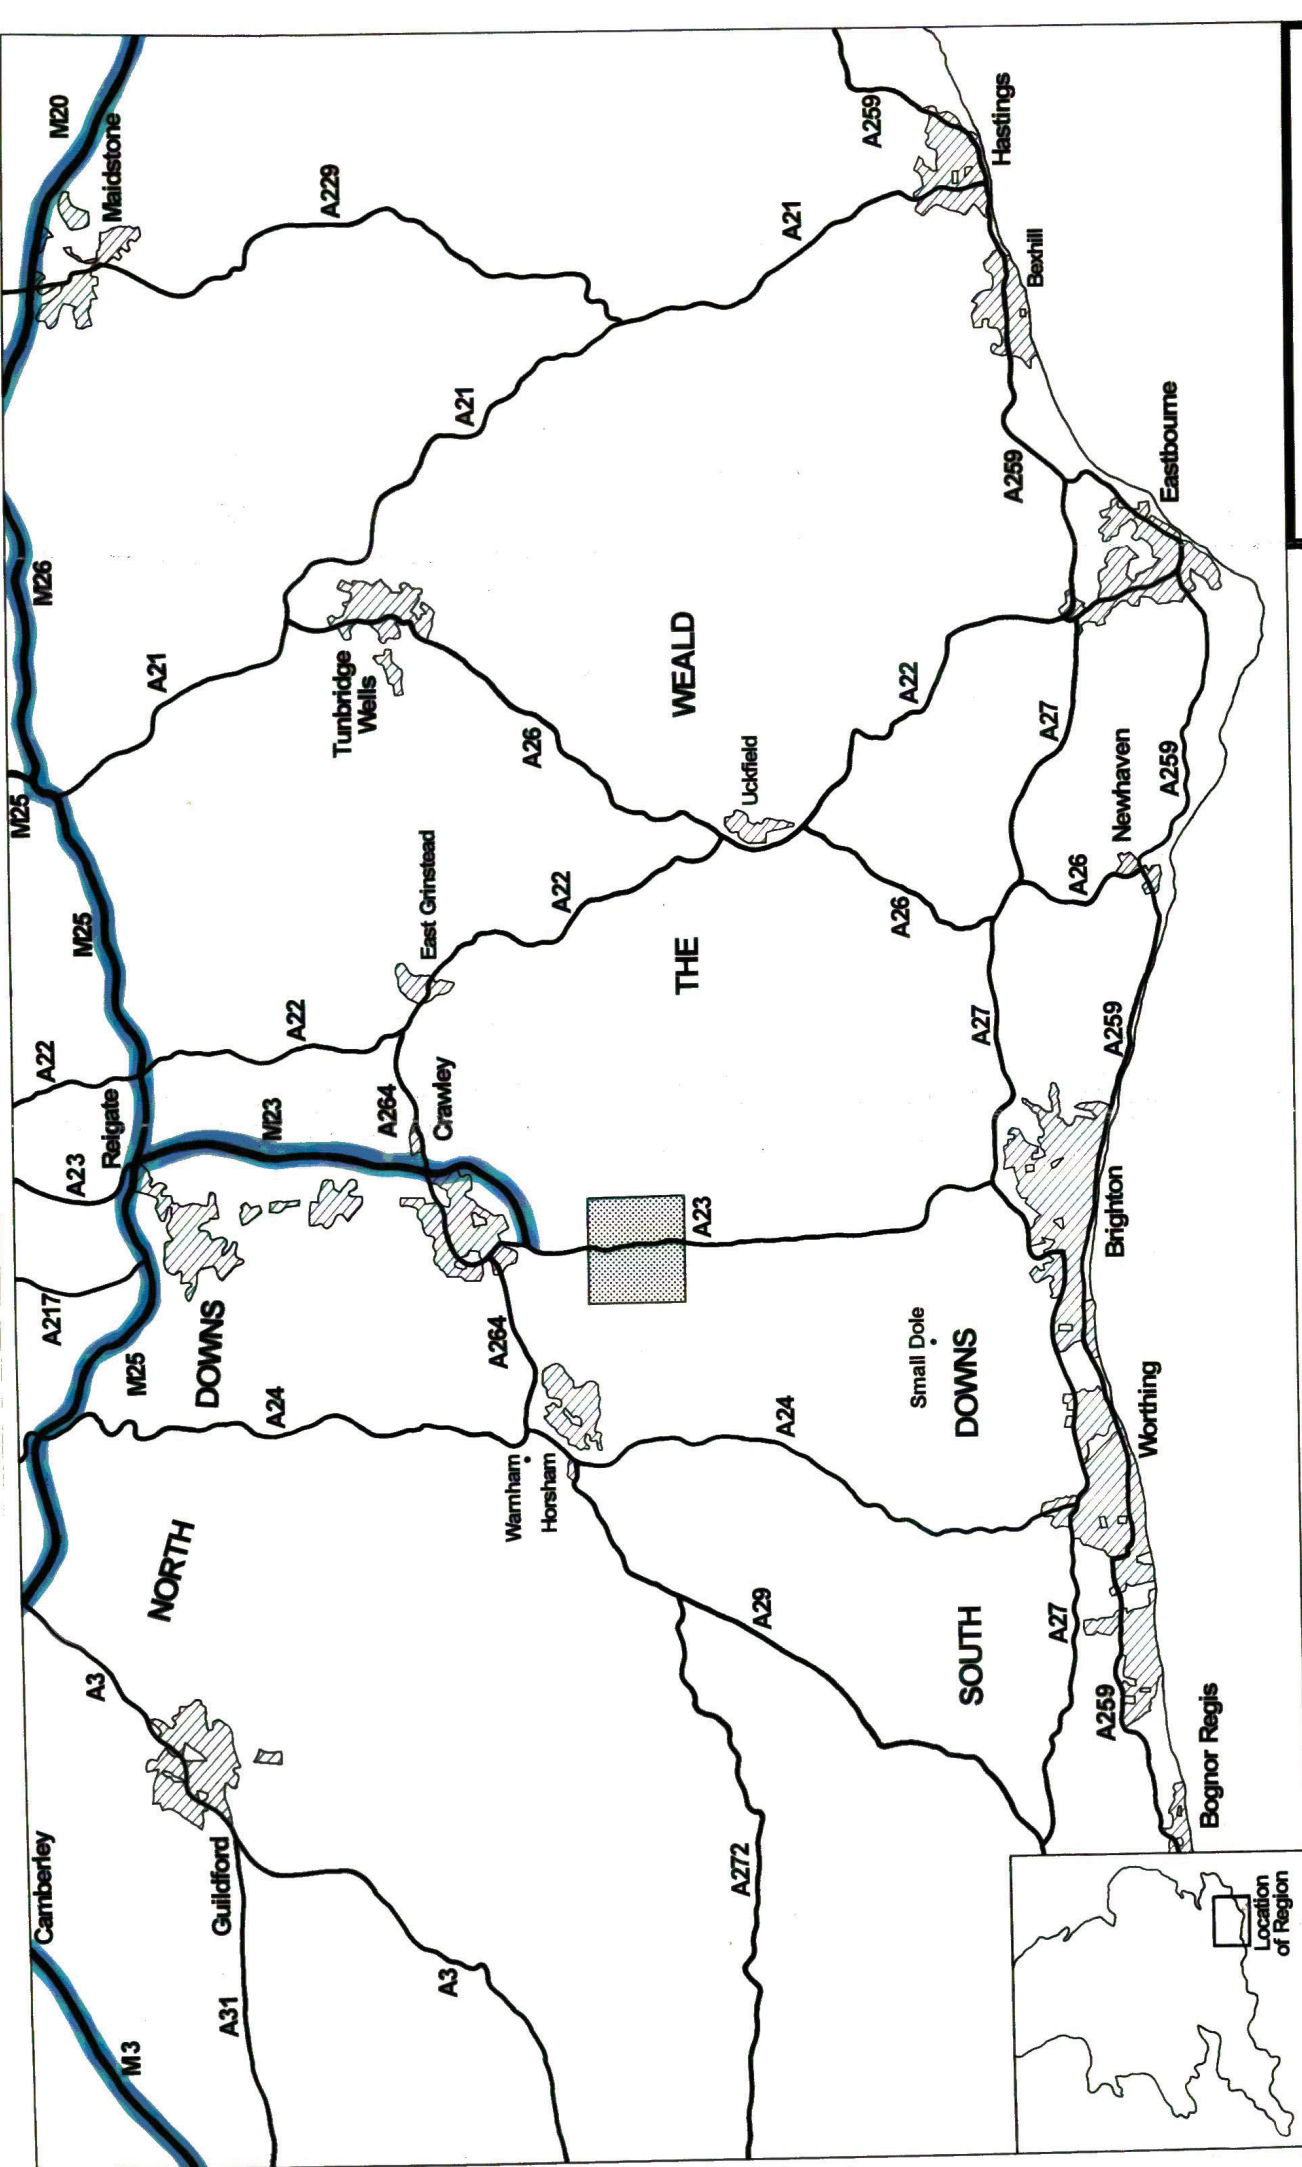 Camberley
M3
A31
Guildford
A3
A3
NORTH
DOWNS
M25
A217
A24
A23
Reigate
A22
M25
M25
M26
M20
Maidstone
A229
A21
A21
A21
Tunbridge
Wells
A22
M23
A264
Crawley
East Grinstead
A264
Warnham
Horsham
A22
A26
Uckfield
THE
WEALD
A23
A24
A29
A272
Small Dole
SOUTH
DOWNS
A27
A27
A26
A22
A27
A26
A259
A21
A259
Hastings
Bexhill
Eastbourne
A259
Newhaven
A259
Brighton
Worthing
A259
Bognor Regis
Location
of Region